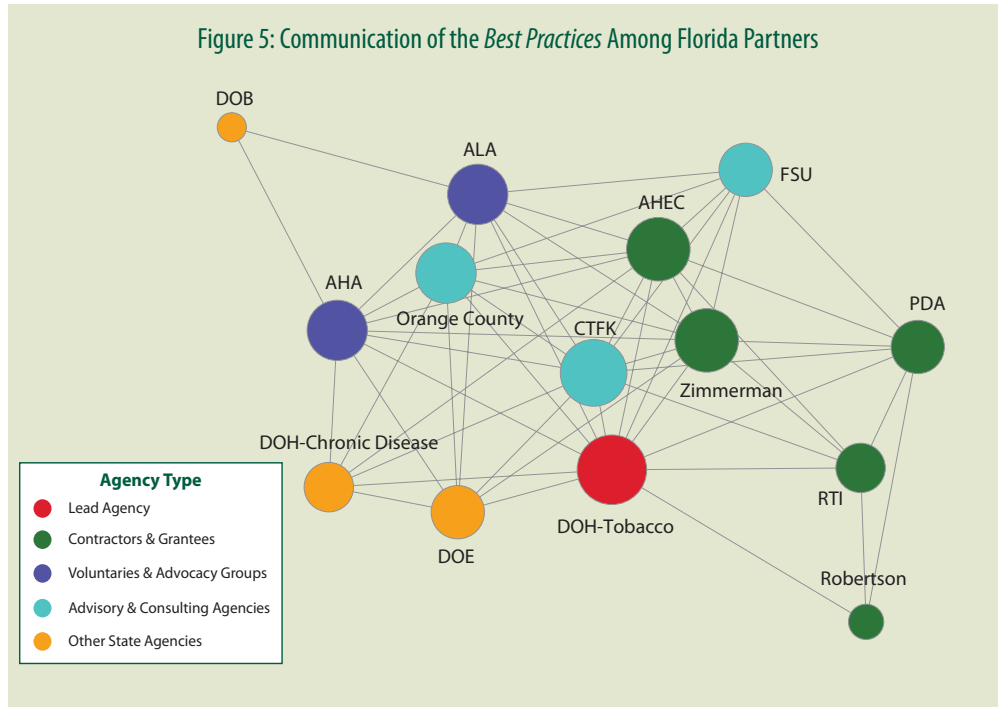 Figure 5: Communication of the Best Practices Among Florida Partners
DOB
ALA
FSU
AHEC
AHA
PDA
Orange County
CTFK
Zimmerman
DOH-Chronic Disease
RTI
DOH-Tobacco
DOE
Robertson
Agency Type
Lead Agency
Contractors & Grantees
Voluntaries & Advocacy Groups
Advisory & Consulting Agencies
Other State Agencies